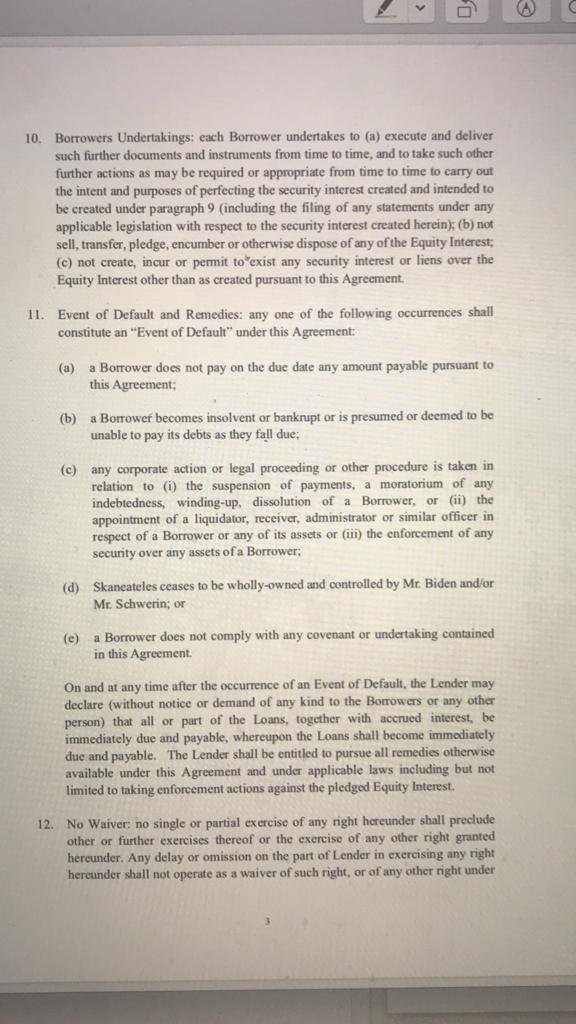 10. Borrowers Undertakings: each Borrower undertakes to (a) execute and deliver
such further documents and instruments from time to time, and to take such other
further actions as may be required or appropriate from time to time to carry out
the intent and purposes of perfecting the security interest created and intended to
be created under paragraph 9 (including the filing of any statements under any
applicable legislation with respect to the security interest created herein); (b) not
sell, transfer, pledge, encumber or otherwise dispose of any of the Equity Interest;
(c) not create, incur or permit to exist any security interest or liens over the
Equity Interest other than as created pursuant to this Agreement.
11. Event of Default and Remedies: any one of the following occurrences shall
constitute an “Event of Default” under this Agreement:
(a) a Borrower does not pay on the due date any amount payable pursuant to
this Agreement;
(b) a Borrower becomes insolvent or bankrupt or is presumed or deemed to be
unable to pay its debts as they fall due;
(c) any corporate action or legal proceeding or other procedure is taken in
relation to (i) the suspension of payments, a moratorium of any
indebtedness, winding-up, dissolution of a Borrower, or (ii) the
appointment of a liquidator, receiver, administrator or similar officer in
respect of a Borrower or any of its assets or (iii) the enforcement of any
security over any assets of a Borrower;
(d) Skaneateles ceases to be wholly-owned and controlled by Mr. Biden and/or
Mr. Schwerin; or
(e) a Borrower does not comply with any covenant or undertaking contained
in this Agreement.
On and at any time after the occurrence of an Event of Default, the Lender may
declare (without notice or demand of any kind to the Borrowers or any other
person) that all or part of the Loans, together with accrued interest, be
immediately due and payable, whereupon the Loans shall become immediately
due and payable. The Lender shall be entitled to pursue all remedies otherwise
available under this Agreement and under applicable laws including but not
limited to taking enforcement actions against the pledged Equity Interest.
12. No Waiver: no single or partial exercise of any right hereunder shall preclude
other or further exercises thereof or the exercise of any other right granted
hereunder. Any delay or omission on the part of Lender in exercising any right
hereunder shall not operate as a waiver of such right, or of any other right under
3